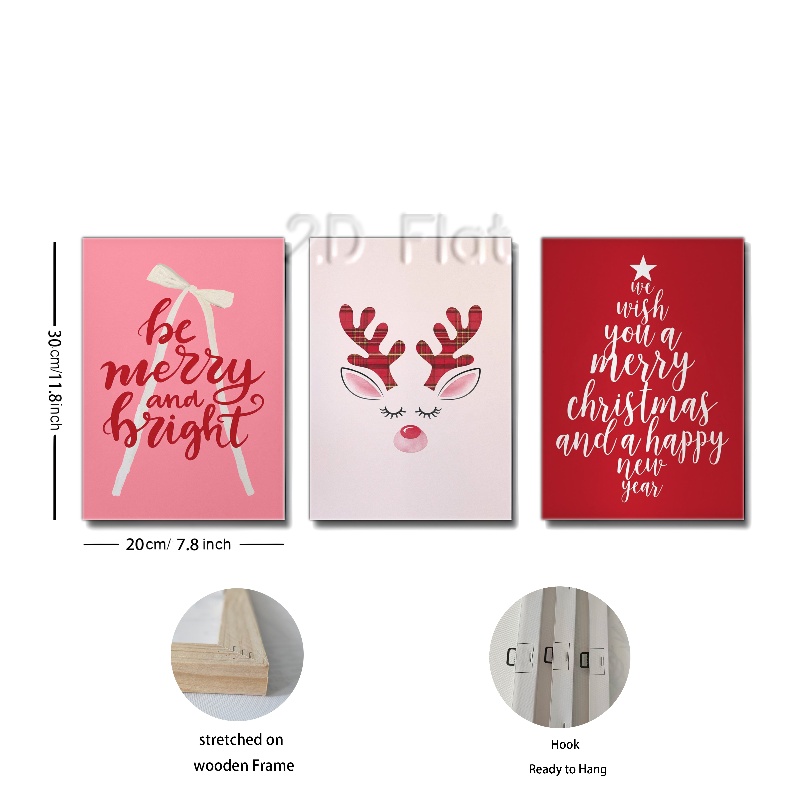 2D Flat
be
merry
and
bright
we
wish
you a
merry
christmas
and a happy
new
year
30cm/11.8inch
20cm/ 7.8 inch
stretched on
wooden Frame
Hook
Ready to Hang